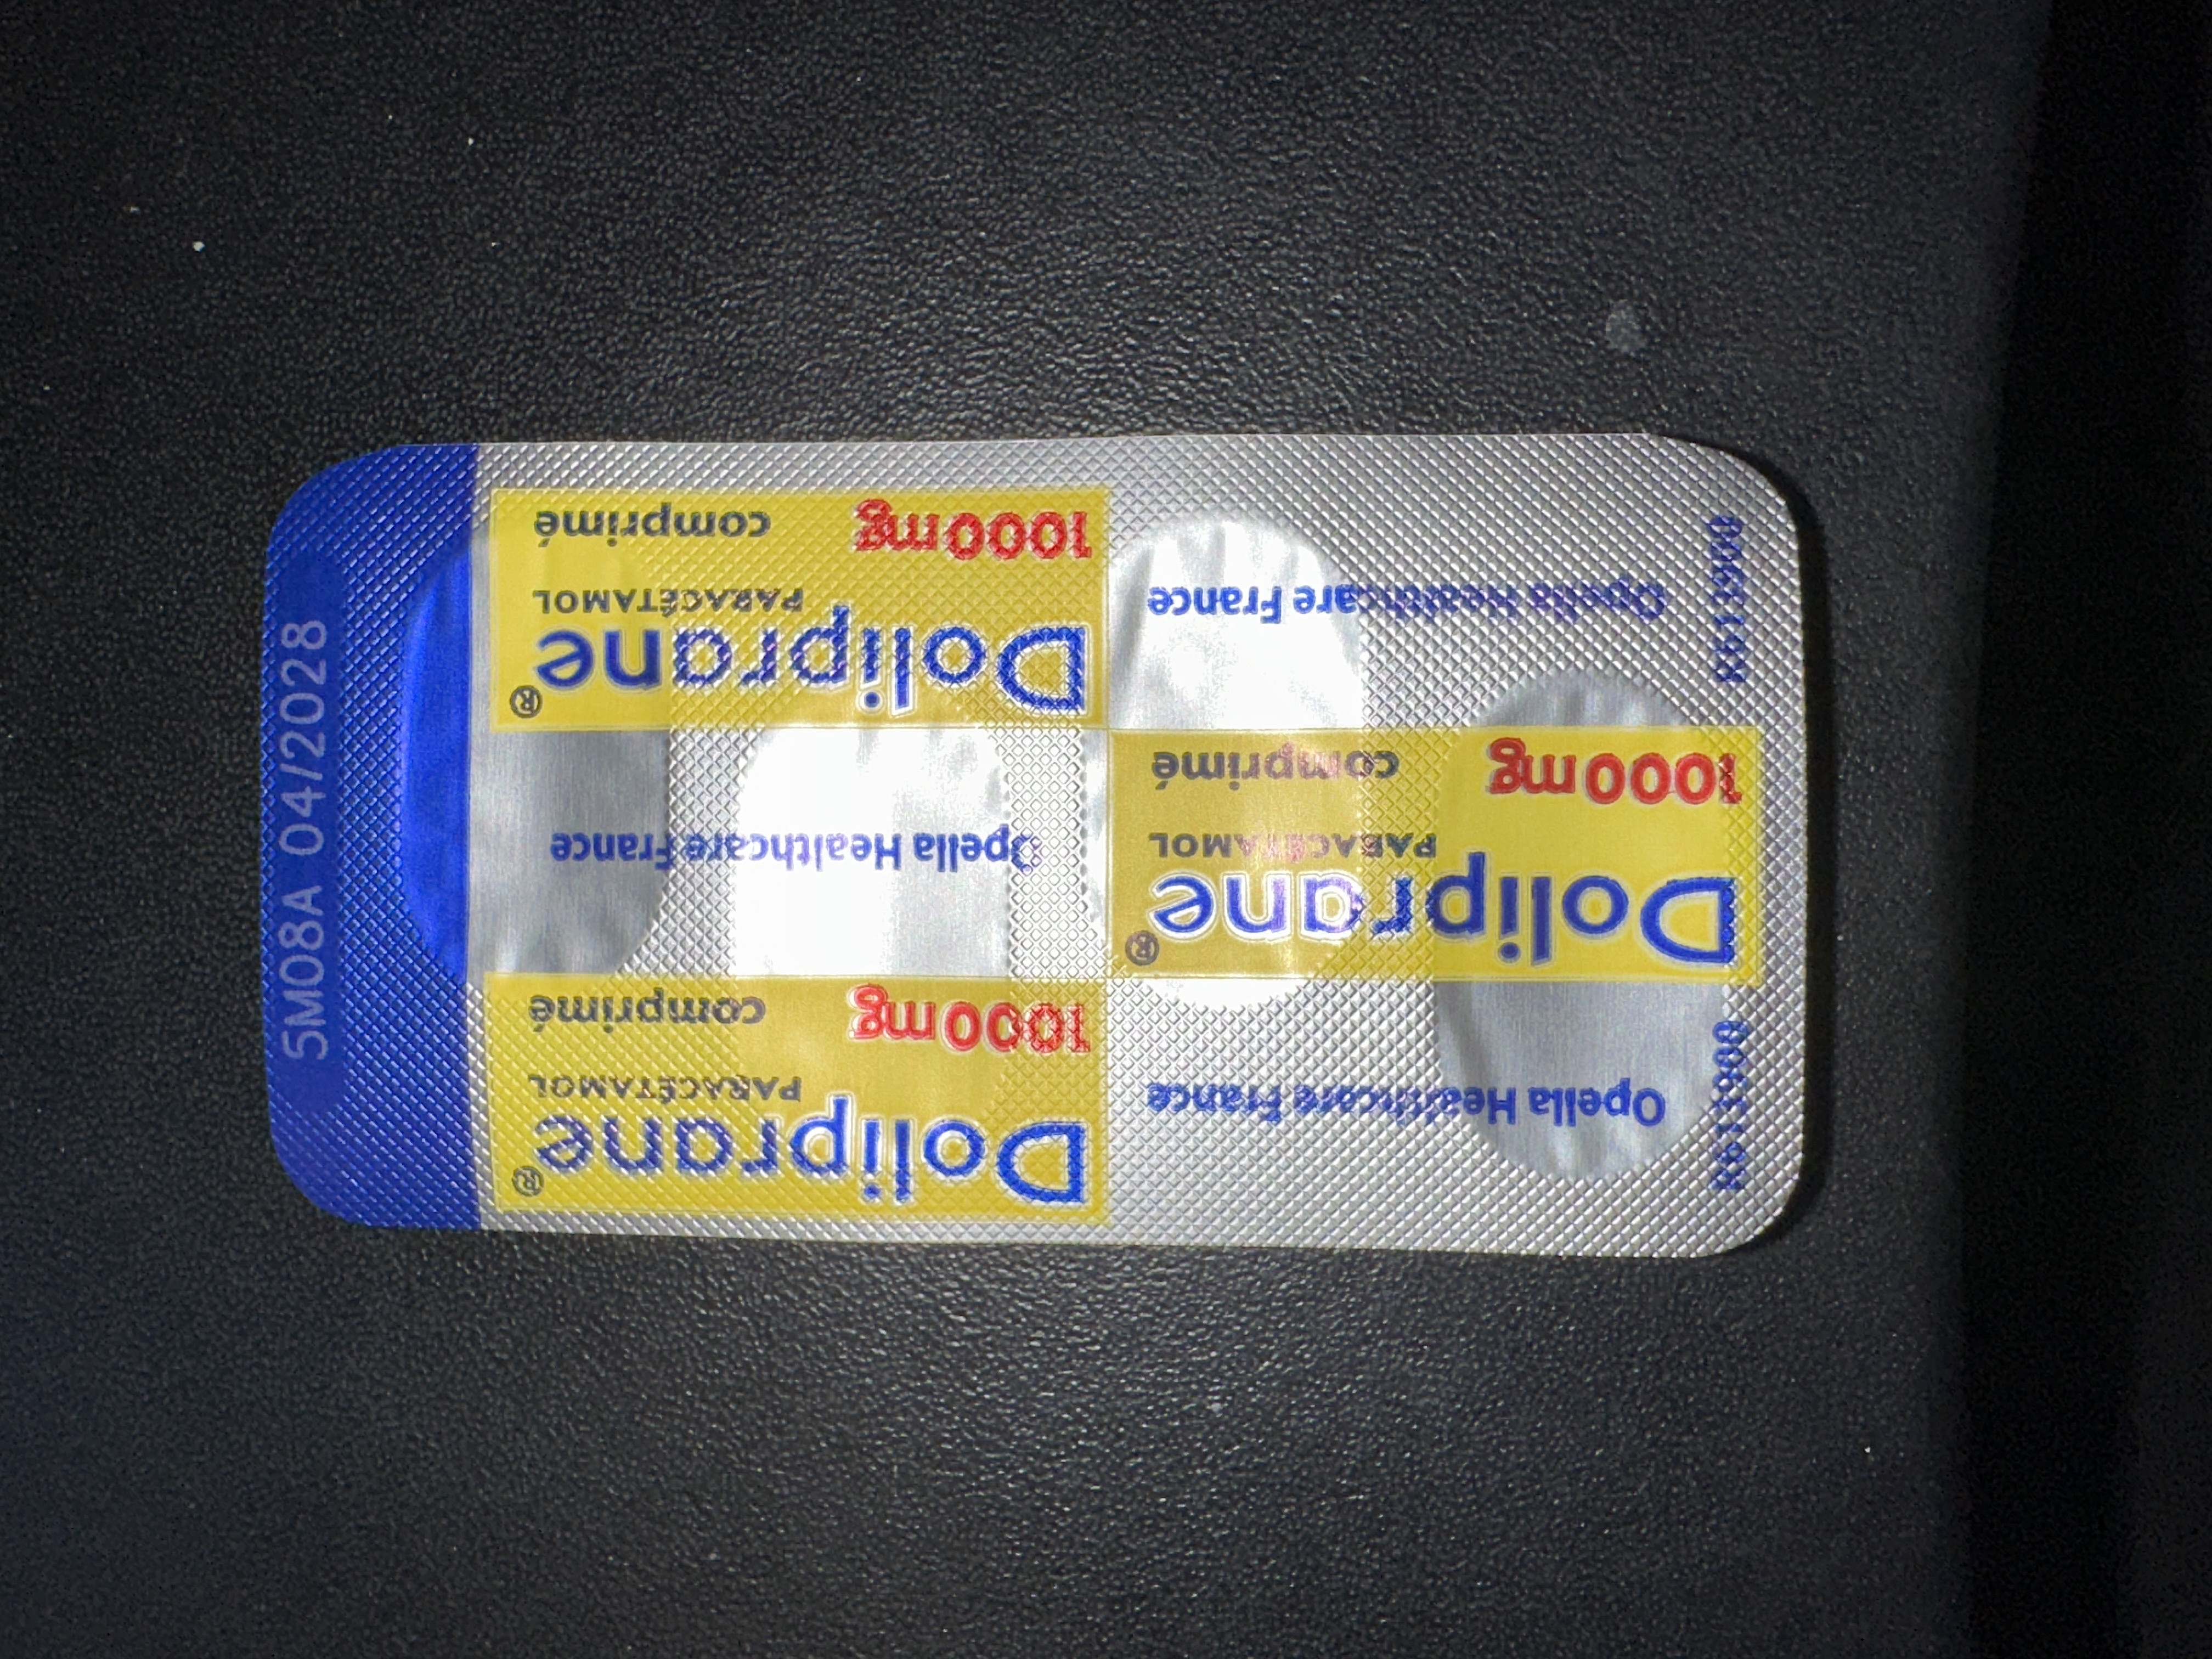 Doliprane®
PARACÉTAMOL
1000mg comprimé
Opella Healthcare France
Doliprane®
PARACÉTAMOL
1000mg comprimé
Opella Healthcare France
Doliprane®
PARACÉTAMOL
1000mg comprimé
Opella Healthcare France
5M08A 04/2028